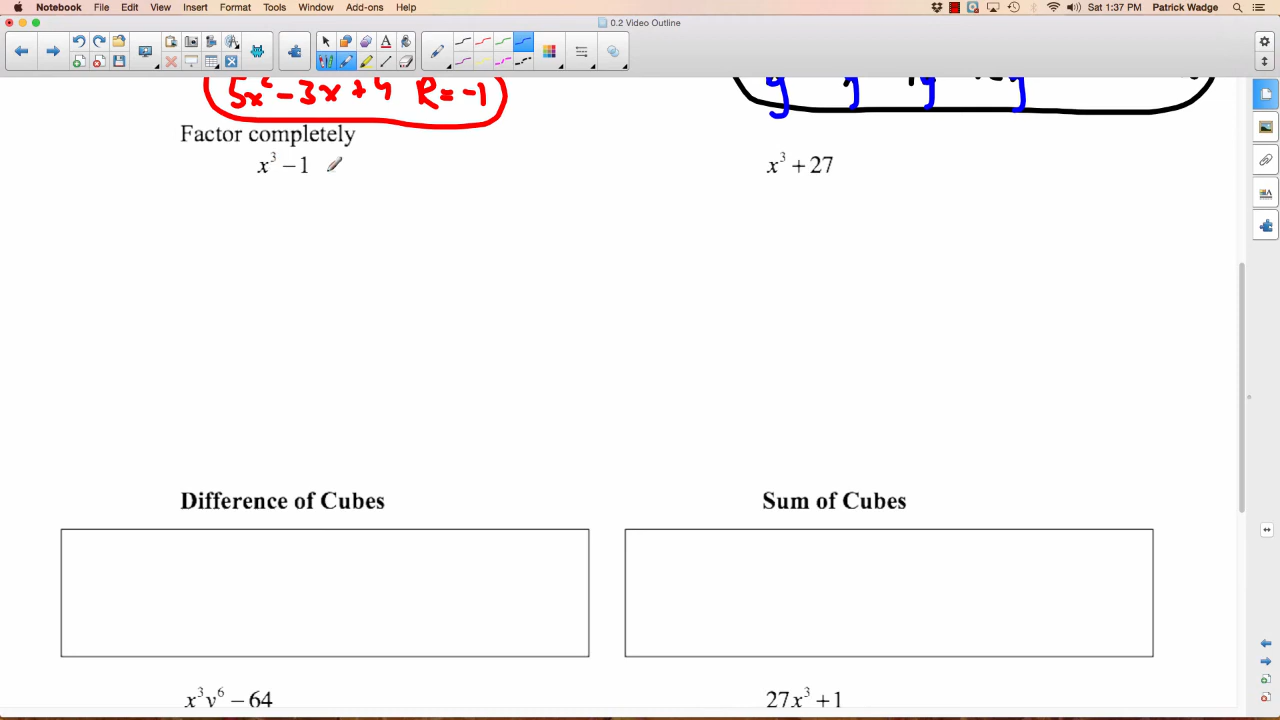 Notebook File Edit View Insert Format Tools Window Add-ons Help Sat 1:37 PM Patrick Wadge
0.2 Video Outline
5x² − 3x + 4 R = −1
Factor completely
x³ − 1
x³ + 27
Difference of Cubes
Sum of Cubes
x³y⁶ − 64
27x³ + 1